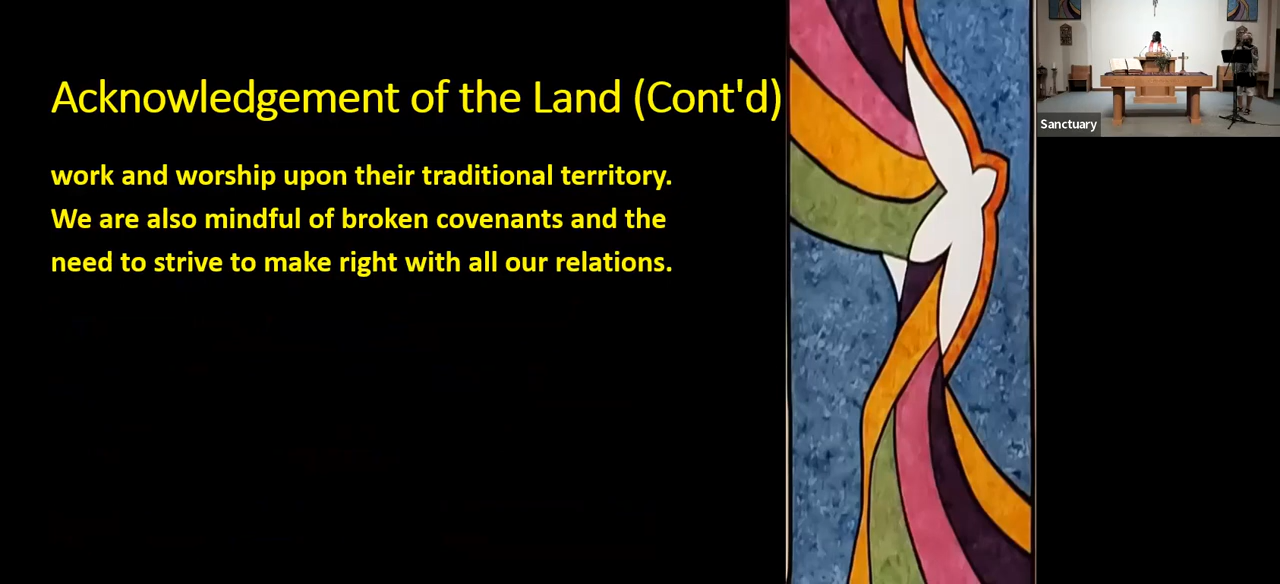 Acknowledgement of the Land (Cont'd)
work and worship upon their traditional territory.
We are also mindful of broken covenants and the
need to strive to make right with all our relations.
Sanctuary